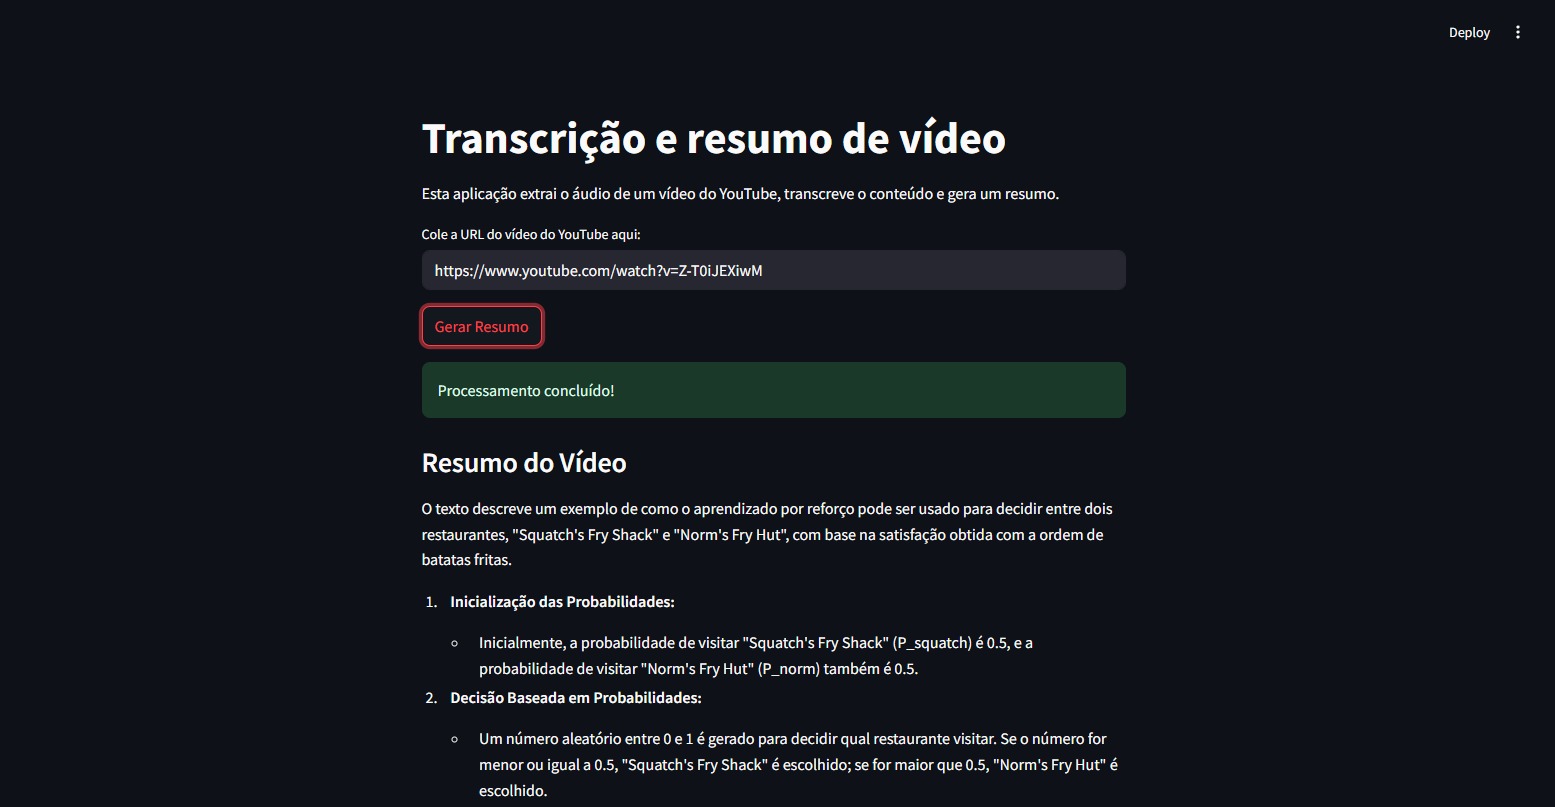 Deploy
Transcrição e resumo de vídeo
Esta aplicação extrai o áudio de um vídeo do YouTube, transcreve o conteúdo e gera um resumo.
Cole a URL do vídeo do YouTube aqui:
https://www.youtube.com/watch?v=Z-T0iJEXiwM
Gerar Resumo
Processamento concluído!
Resumo do Vídeo
O texto descreve um exemplo de como o aprendizado por reforço pode ser usado para decidir entre dois
restaurantes, "Squatch's Fry Shack" e "Norm's Fry Hut", com base na satisfação obtida com a ordem de
batatas fritas.
1. Inicialização das Probabilidades:
Inicialmente, a probabilidade de visitar "Squatch's Fry Shack" (P_squatch) é 0.5, e a
probabilidade de visitar "Norm's Fry Hut" (P_norm) também é 0.5.
2. Decisão Baseada em Probabilidades:
Um número aleatório entre 0 e 1 é gerado para decidir qual restaurante visitar. Se o número for
menor ou igual a 0.5, "Squatch's Fry Shack" é escolhido; se for maior que 0.5, "Norm's Fry Hut" é
escolhido.